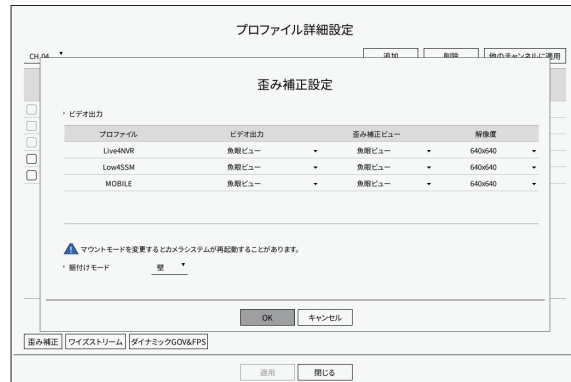 プロファイル詳細設定
CH-04
追加 削除 他のチャンネルに適用
歪み補正設定
ビデオ出力
プロファイル ビデオ出力 歪み補正ビュー 解像度
Live4NVR 魚眼ビュー 魚眼ビュー 640x640
Low4SSM 魚眼ビュー 魚眼ビュー 640x640
MOBILE 魚眼ビュー 魚眼ビュー 640x640
マウントモードを変更するとカメラシステムが再起動することがあります。
据付けモード 壁
OK キャンセル
歪み補正 ワイズストリーム ダイナミックGOV&FPS
適用 閉じる